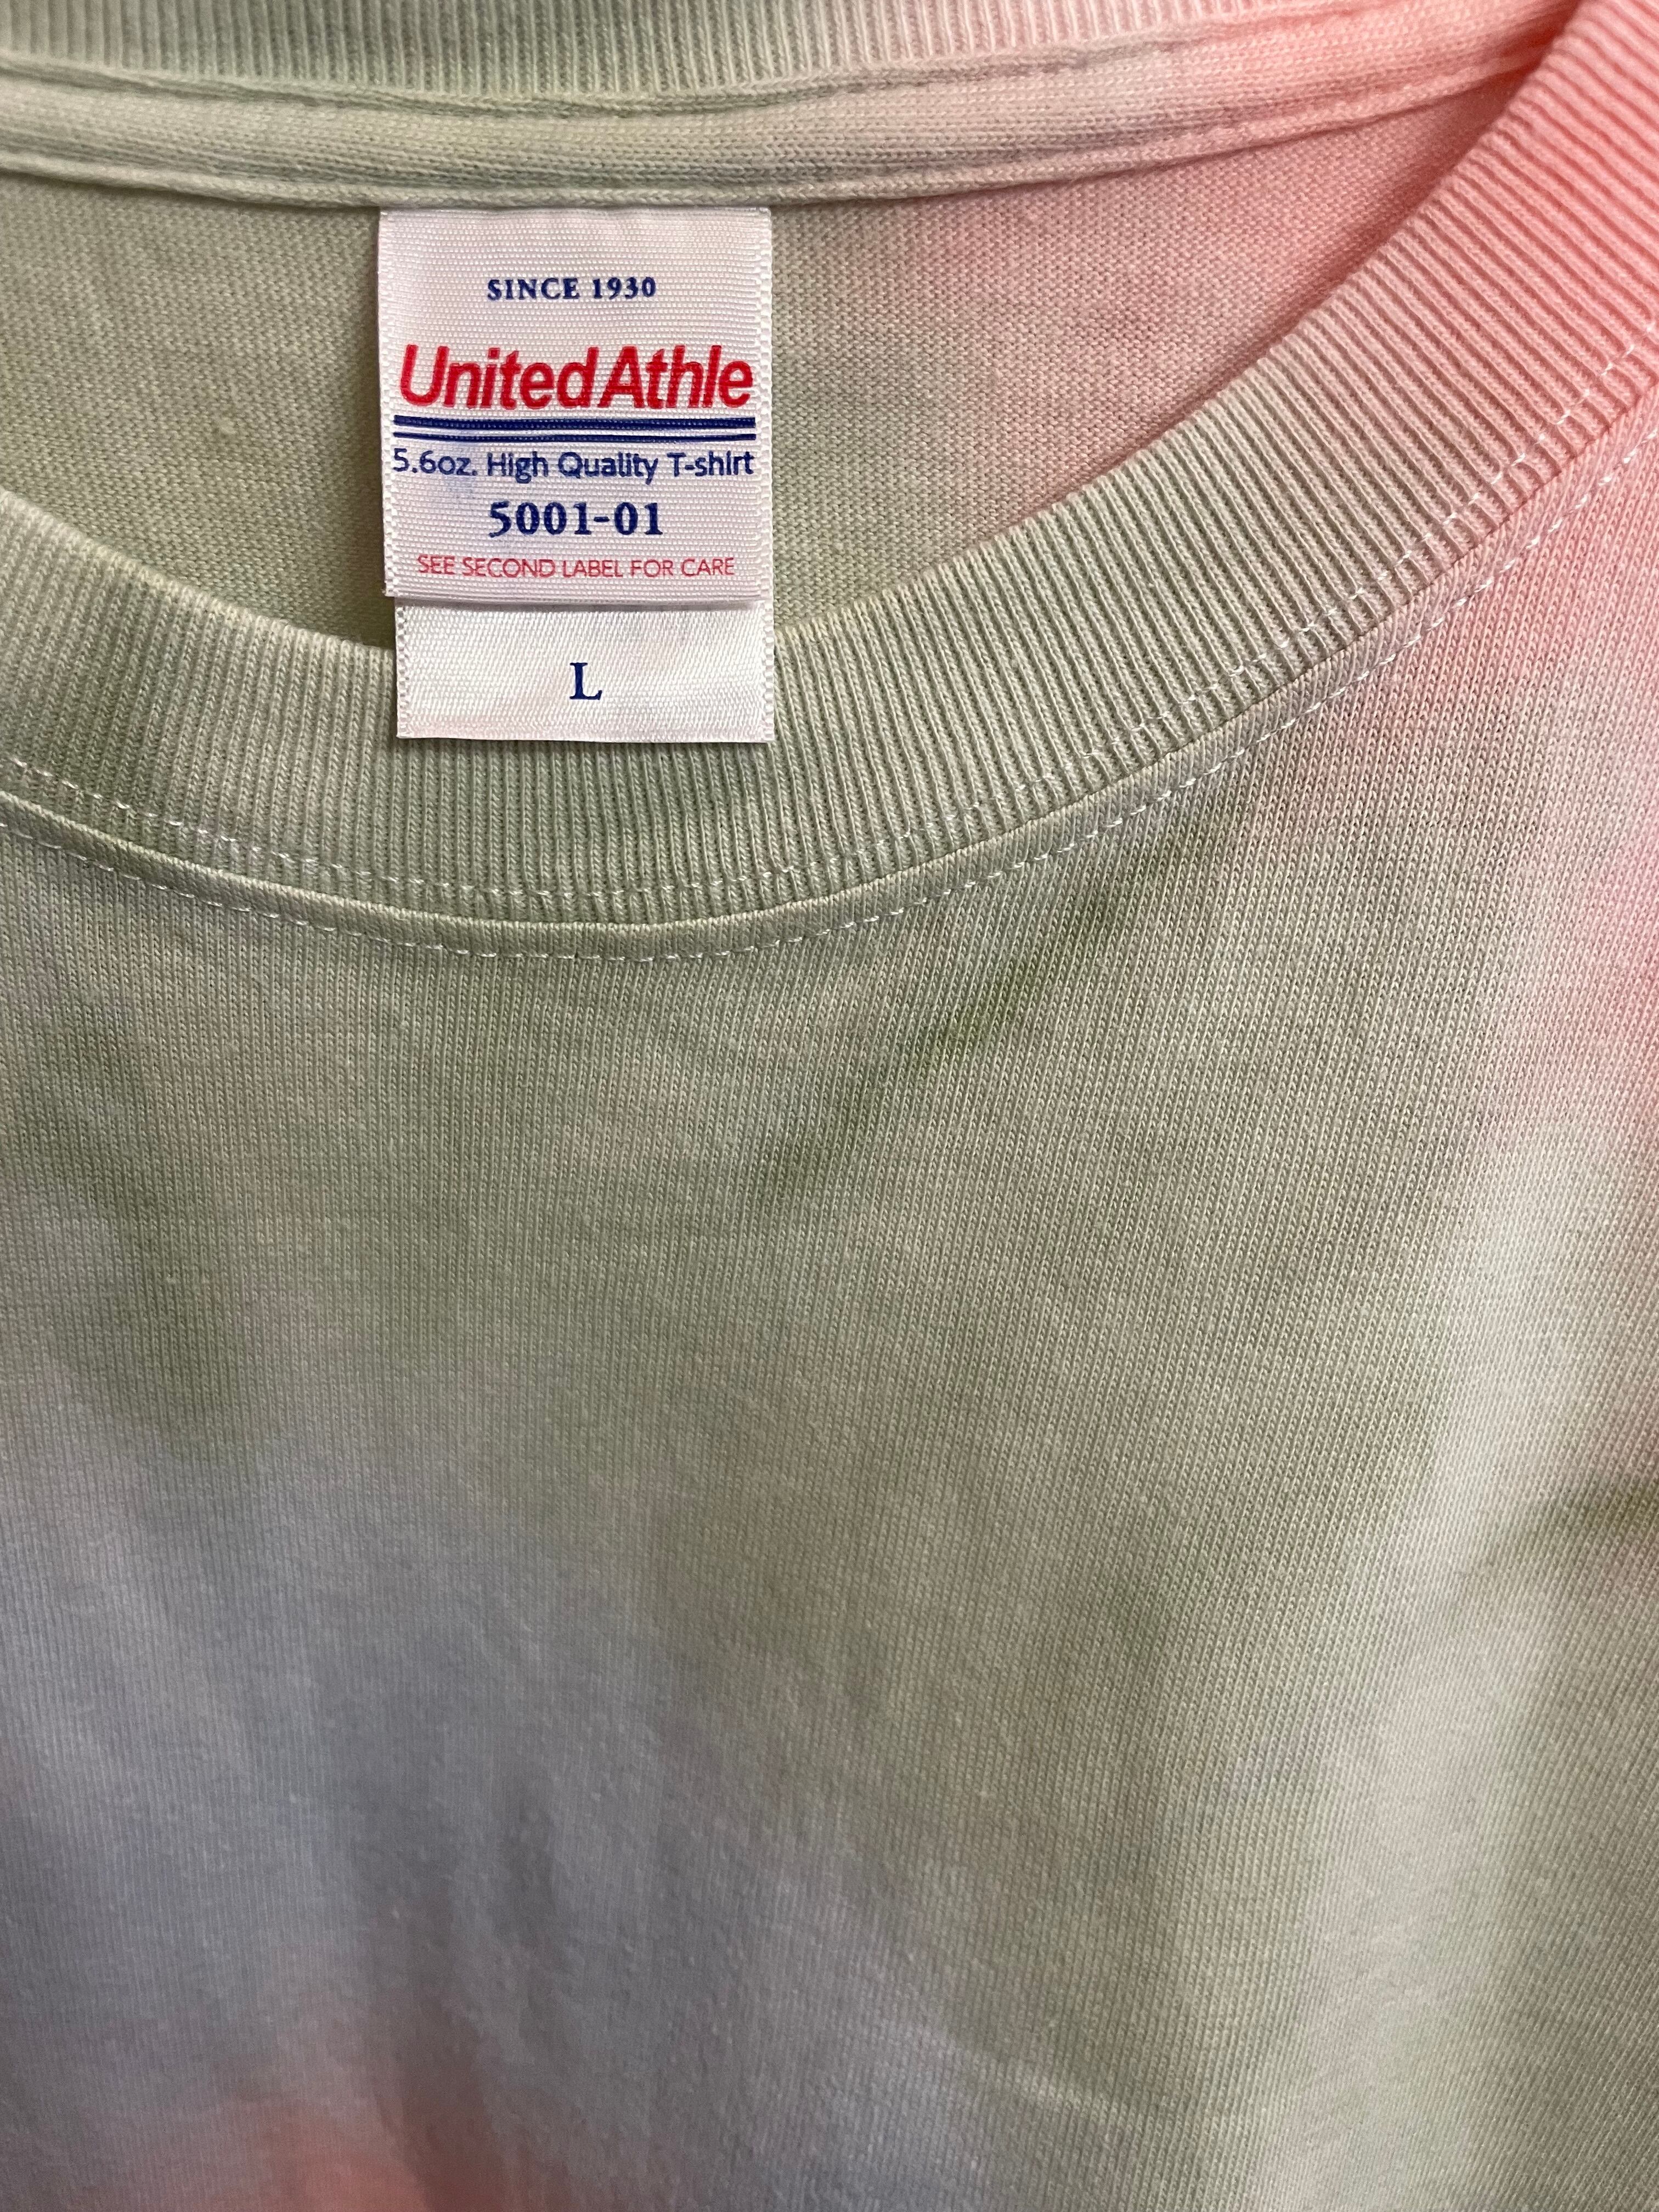 SINCE 1930
United Athle
5.6oz. High Quality T-shirt
5001-01
SEE SECOND LABEL FOR CARE
L